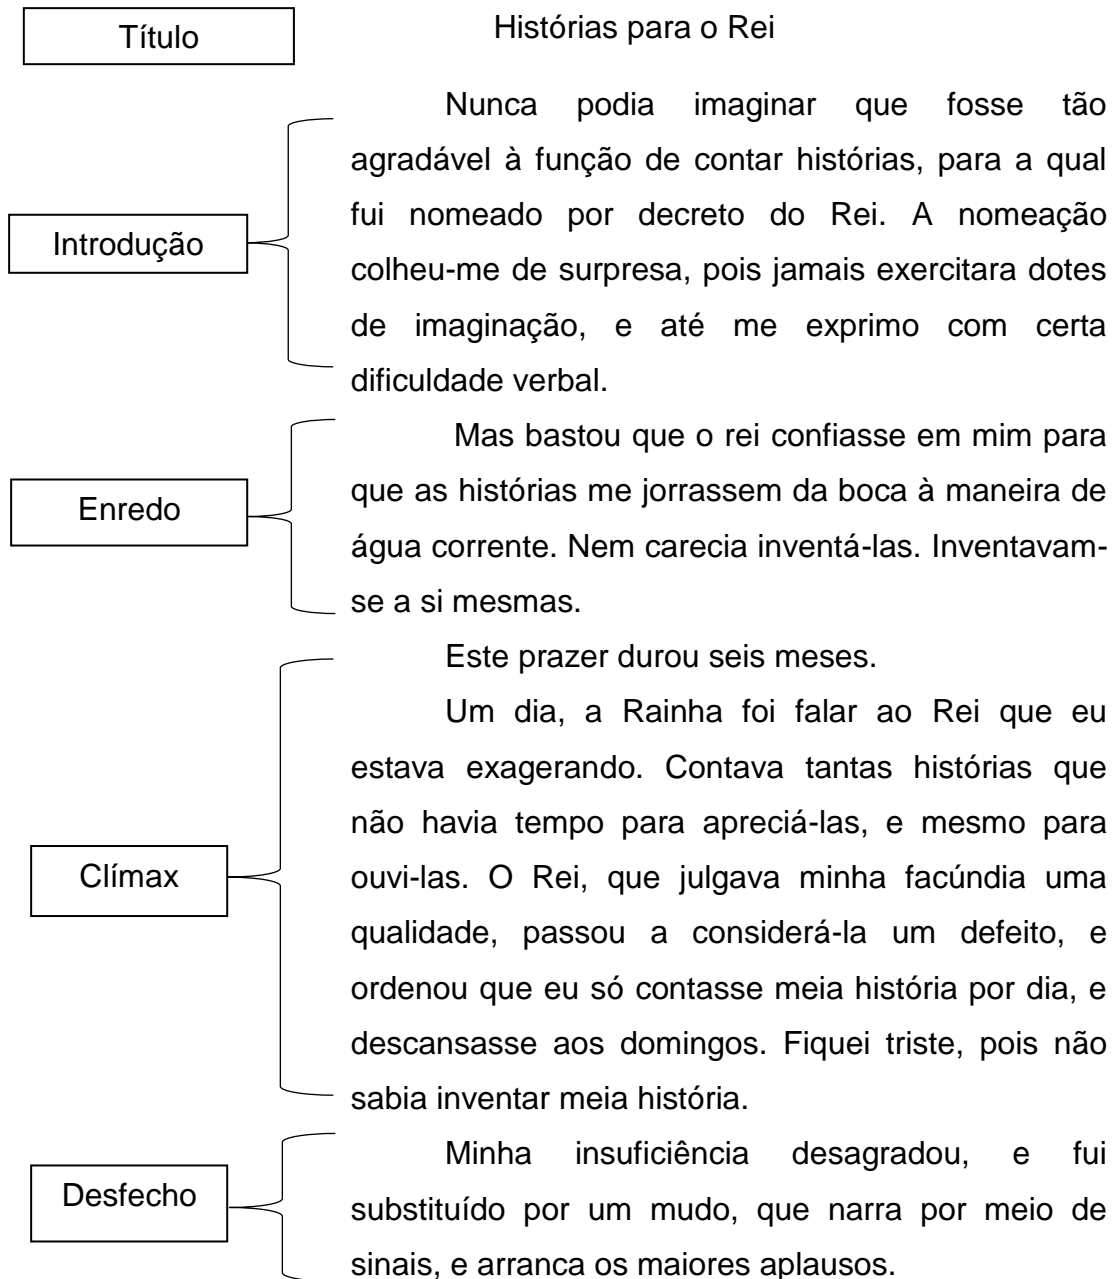 Título
Histórias para o Rei
Introdução
Nunca podia imaginar que fosse tão
agradável à função de contar histórias, para a qual
fui nomeado por decreto do Rei. A nomeação
colheu-me de surpresa, pois jamais exercitara dotes
de imaginação, e até me exprimo com certa
dificuldade verbal.
Enredo
Mas bastou que o rei confiasse em mim para
que as histórias me jorrassem da boca à maneira de
água corrente. Nem carecia inventá-las. Inventavam-
se a si mesmas.
Clímax
Este prazer durou seis meses.
Um dia, a Rainha foi falar ao Rei que eu
estava exagerando. Contava tantas histórias que
não havia tempo para apreciá-las, e mesmo para
ouvi-las. O Rei, que julgava minha facúndia uma
qualidade, passou a considerá-la um defeito, e
ordenou que eu só contasse meia história por dia, e
descansasse aos domingos. Fiquei triste, pois não
sabia inventar meia história.
Desfecho
Minha insuficiência desagradou, e fui
substituído por um mudo, que narra por meio de
sinais, e arranca os maiores aplausos.